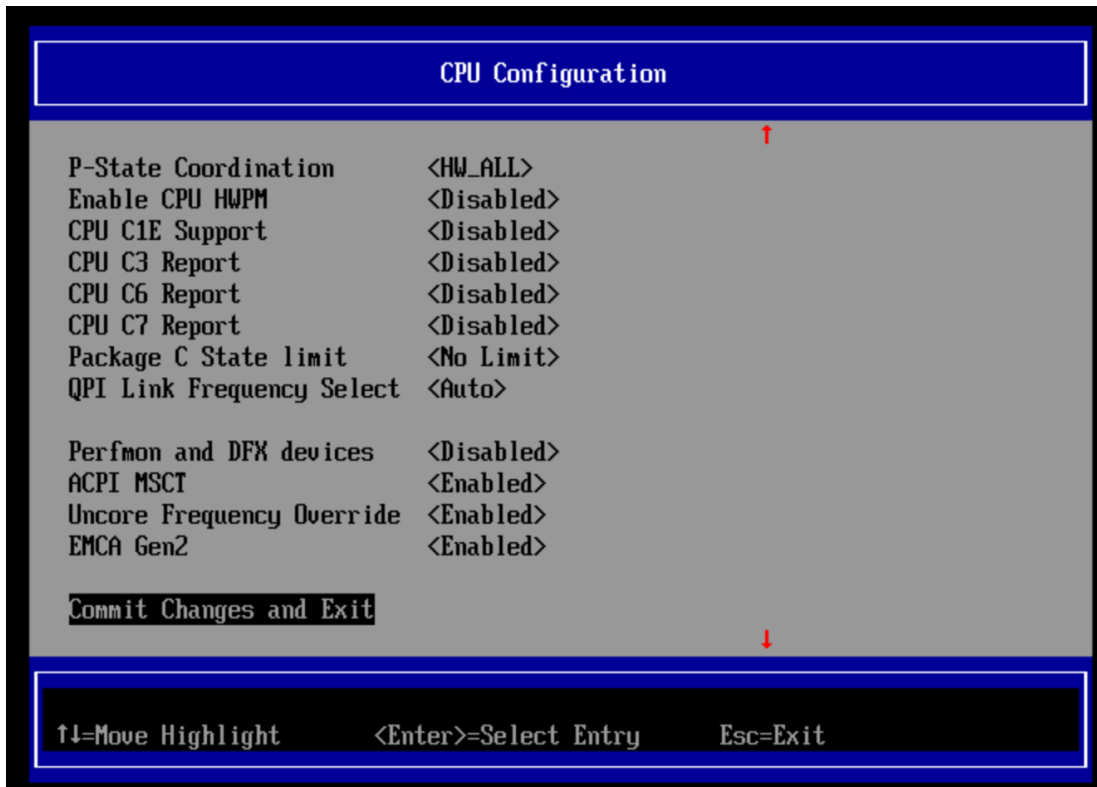 CPU Configuration
↑
P-State Coordination <HW_ALL>
Enable CPU HWPM <Disabled>
CPU C1E Support <Disabled>
CPU C3 Report <Disabled>
CPU C6 Report <Disabled>
CPU C7 Report <Disabled>
Package C State limit <No Limit>
QPI Link Frequency Select <Auto>
Perfmon and DFX devices <Disabled>
ACPI MSCT <Enabled>
Uncore Frequency Override <Enabled>
EMCA Gen2 <Enabled>
Commit Changes and Exit
↓
↑↓=Move Highlight <Enter>=Select Entry Esc=Exit